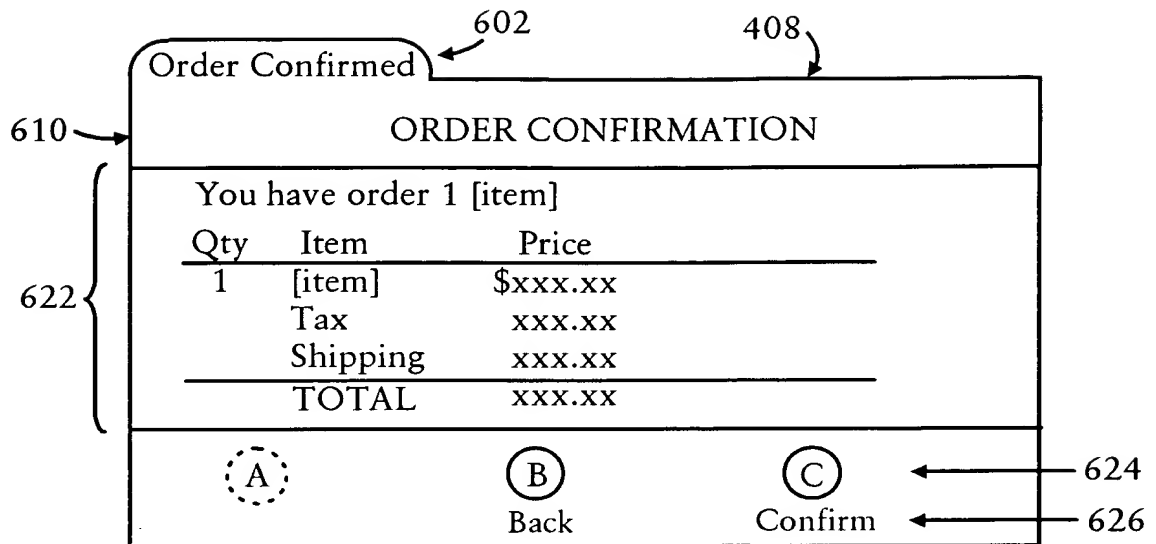 602
408
Order Confirmed
610
ORDER CONFIRMATION
You have order 1 [item]
Qty Item Price
1 [item] $xxx.xx
622
Tax xxx.xx
Shipping xxx.xx
TOTAL xxx.xx
A B C 624
Back Confirm 626